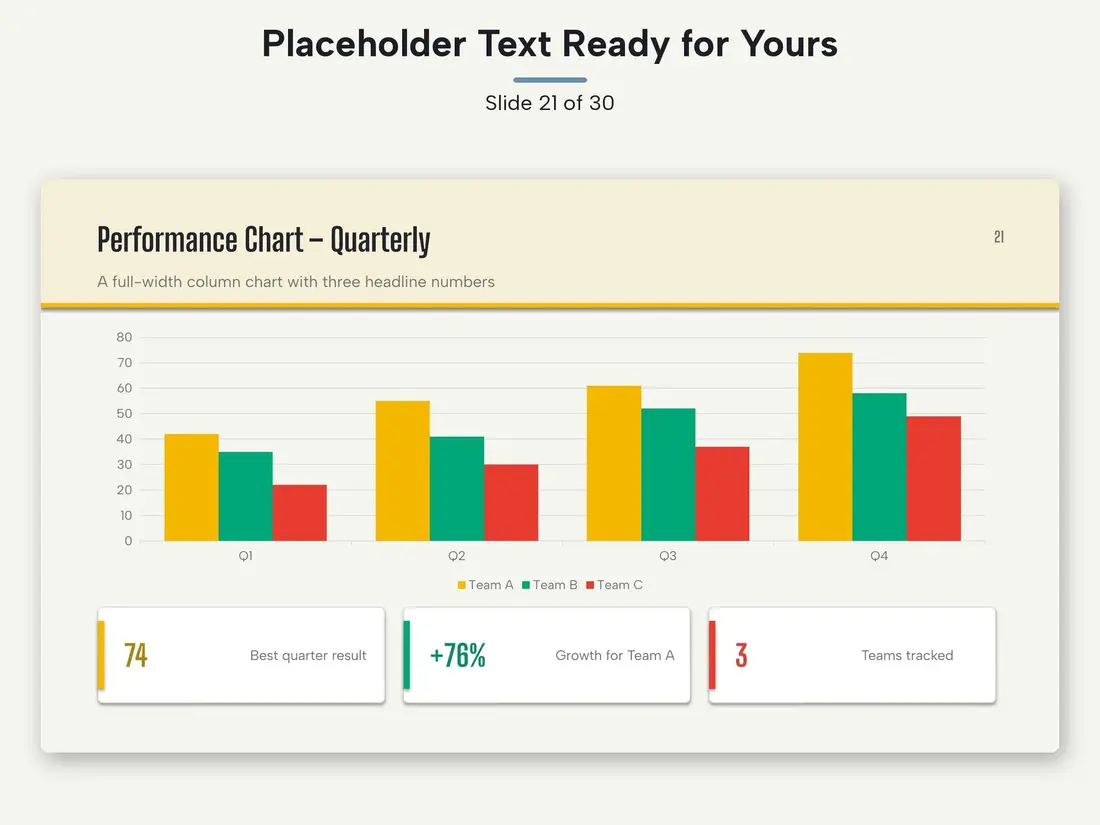 Placeholder Text Ready for Yours
Slide 21 of 30
Performance Chart – Quarterly
21
A full-width column chart with three headline numbers
80
70
60
50
40
30
20
10
0
Q1 Q2 Q3 Q4
Team A Team B Team C
74 Best quarter result
+76% Growth for Team A
3 Teams tracked